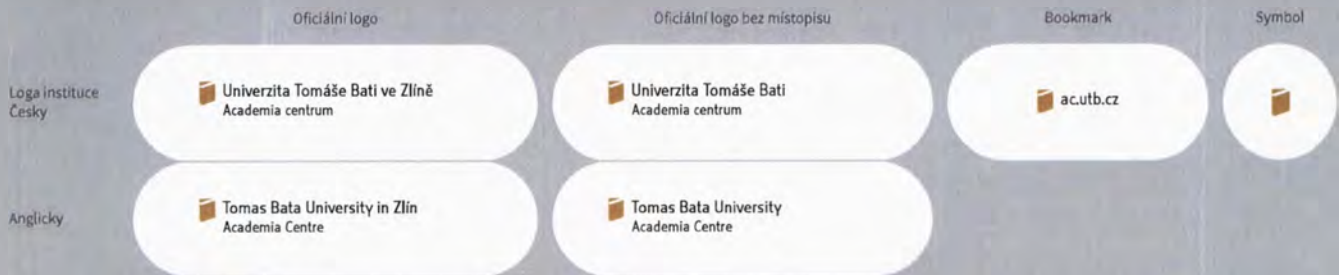 Oficiální logo
Oficiální logo bez místopisu
Bookmark
Symbol
Loga instituce
Česky
Univerzita Tomáše Bati ve Zlíně
Academia centrum
Univerzita Tomáše Bati
Academia centrum
ac.utb.cz
Anglicky
Tomas Bata University in Zlín
Academia Centre
Tomas Bata University
Academia Centre